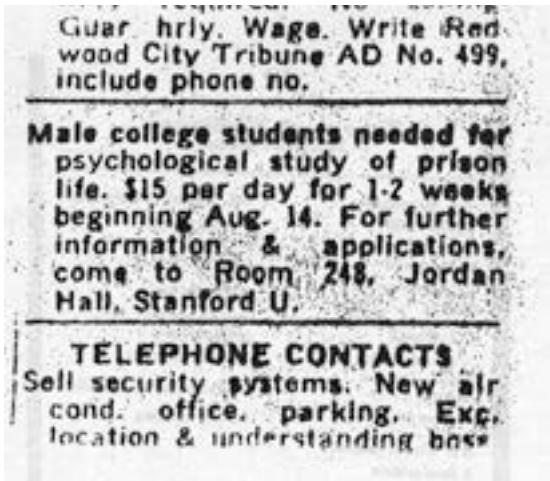 required. No
Guar hrly. Wage. Write Red-
wood City Tribune AD No. 499,
include phone no.
Male college students needed for
psychological study of prison
life. $15 per day for 1-2 weeks
beginning Aug. 14. For further
information & applications,
come to Room 248, Jordan
Hall, Stanford U.
TELEPHONE CONTACTS
Sell security systems. New air
cond. office, parking. Exc.
location & understanding boss